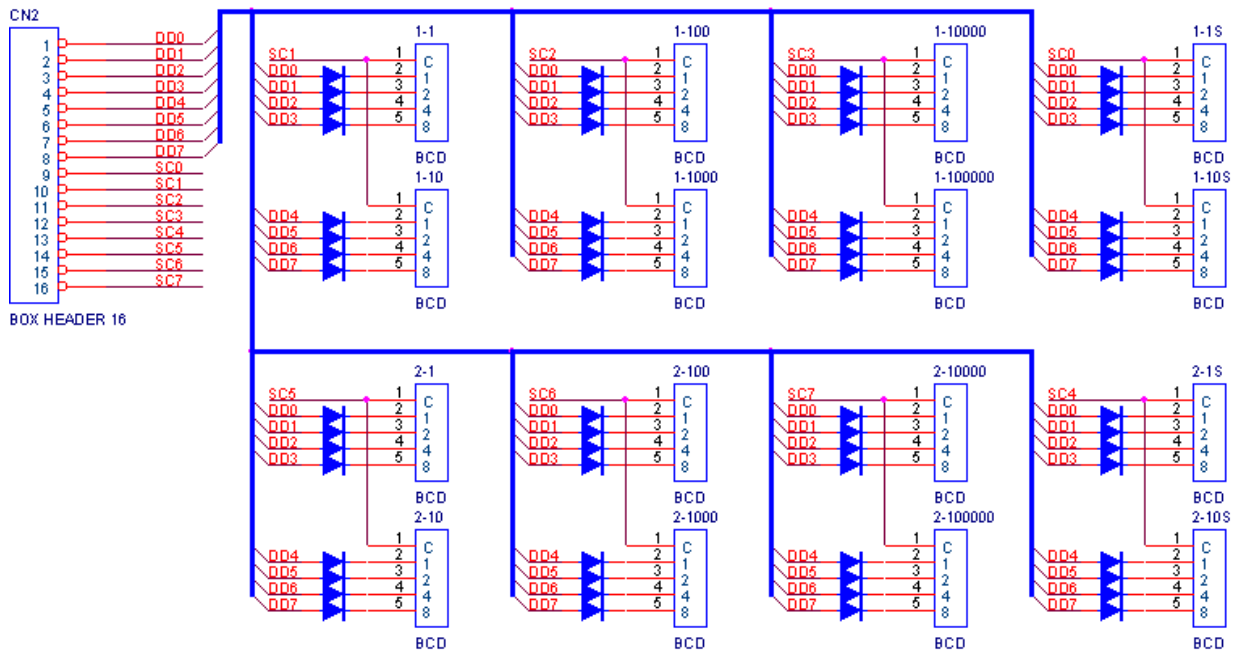 CN2
1 DD0
2 DD1
3 DD2
4 DD3
5 DD4
6 DD5
7 DD6
8 DD7
9 SC0
10 SC1
11 SC2
12 SC3
13 SC4
14 SC5
15 SC6
16 SC7
BOX HEADER 16
1-1
SC1 1 C
DD0 2 1
DD1 3 2
DD2 4 4
DD3 5 8
BCD
1-10
1 C
DD4 2 1
DD5 3 2
DD6 4 4
DD7 5 8
BCD
1-100
SC2 1 C
DD0 2 1
DD1 3 2
DD2 4 4
DD3 5 8
BCD
1-1000
1 C
DD4 2 1
DD5 3 2
DD6 4 4
DD7 5 8
BCD
1-10000
SC3 1 C
DD0 2 1
DD1 3 2
DD2 4 4
DD3 5 8
BCD
1-100000
1 C
DD4 2 1
DD5 3 2
DD6 4 4
DD7 5 8
BCD
1-1S
SC0 1 C
DD0 2 1
DD1 3 2
DD2 4 4
DD3 5 8
BCD
1-10S
1 C
DD4 2 1
DD5 3 2
DD6 4 4
DD7 5 8
BCD
2-1
SC5 1 C
DD0 2 1
DD1 3 2
DD2 4 4
DD3 5 8
BCD
2-10
1 C
DD4 2 1
DD5 3 2
DD6 4 4
DD7 5 8
BCD
2-100
SC6 1 C
DD0 2 1
DD1 3 2
DD2 4 4
DD3 5 8
BCD
2-1000
1 C
DD4 2 1
DD5 3 2
DD6 4 4
DD7 5 8
BCD
2-10000
SC7 1 C
DD0 2 1
DD1 3 2
DD2 4 4
DD3 5 8
BCD
2-100000
1 C
DD4 2 1
DD5 3 2
DD6 4 4
DD7 5 8
BCD
2-1S
SC4 1 C
DD0 2 1
DD1 3 2
DD2 4 4
DD3 5 8
BCD
2-10S
1 C
DD4 2 1
DD5 3 2
DD6 4 4
DD7 5 8
BCD